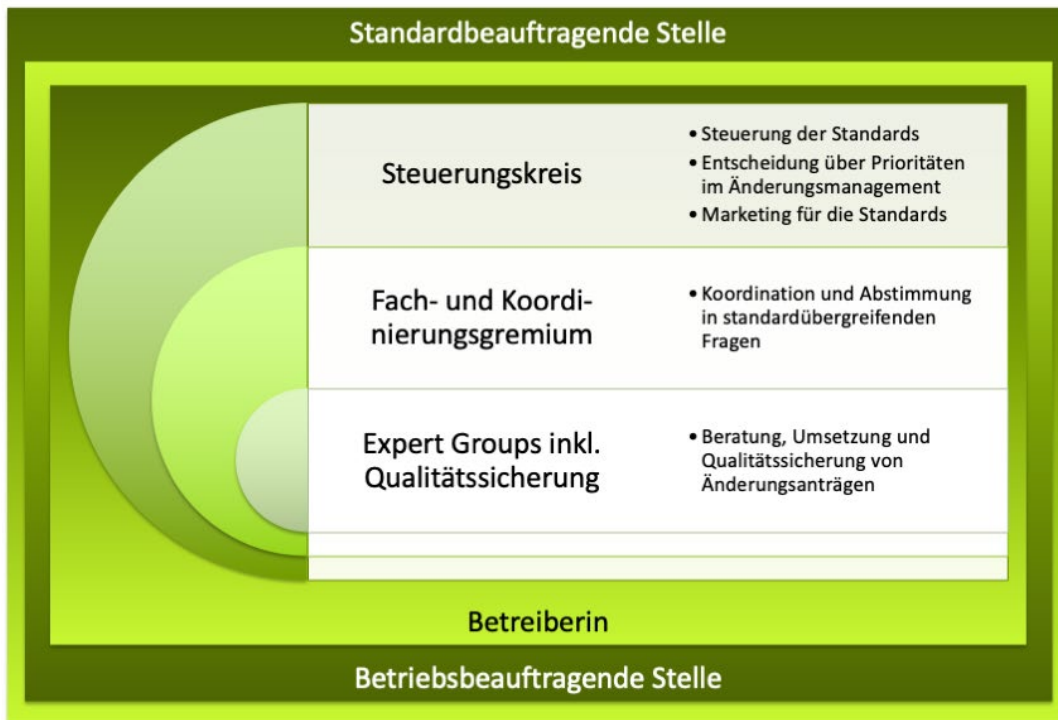 Standardbeauftragende Stelle
Steuerungskreis
• Steuerung der Standards
• Entscheidung über Prioritäten
im Änderungsmanagement
• Marketing für die Standards
Fach- und Koordi-
nierungsgremium
• Koordination und Abstimmung
in standardübergreifenden
Fragen
Expert Groups inkl.
Qualitätssicherung
• Beratung, Umsetzung und
Qualitätssicherung von
Änderungsanträgen
Betreiberin
Betriebsbeauftragende Stelle